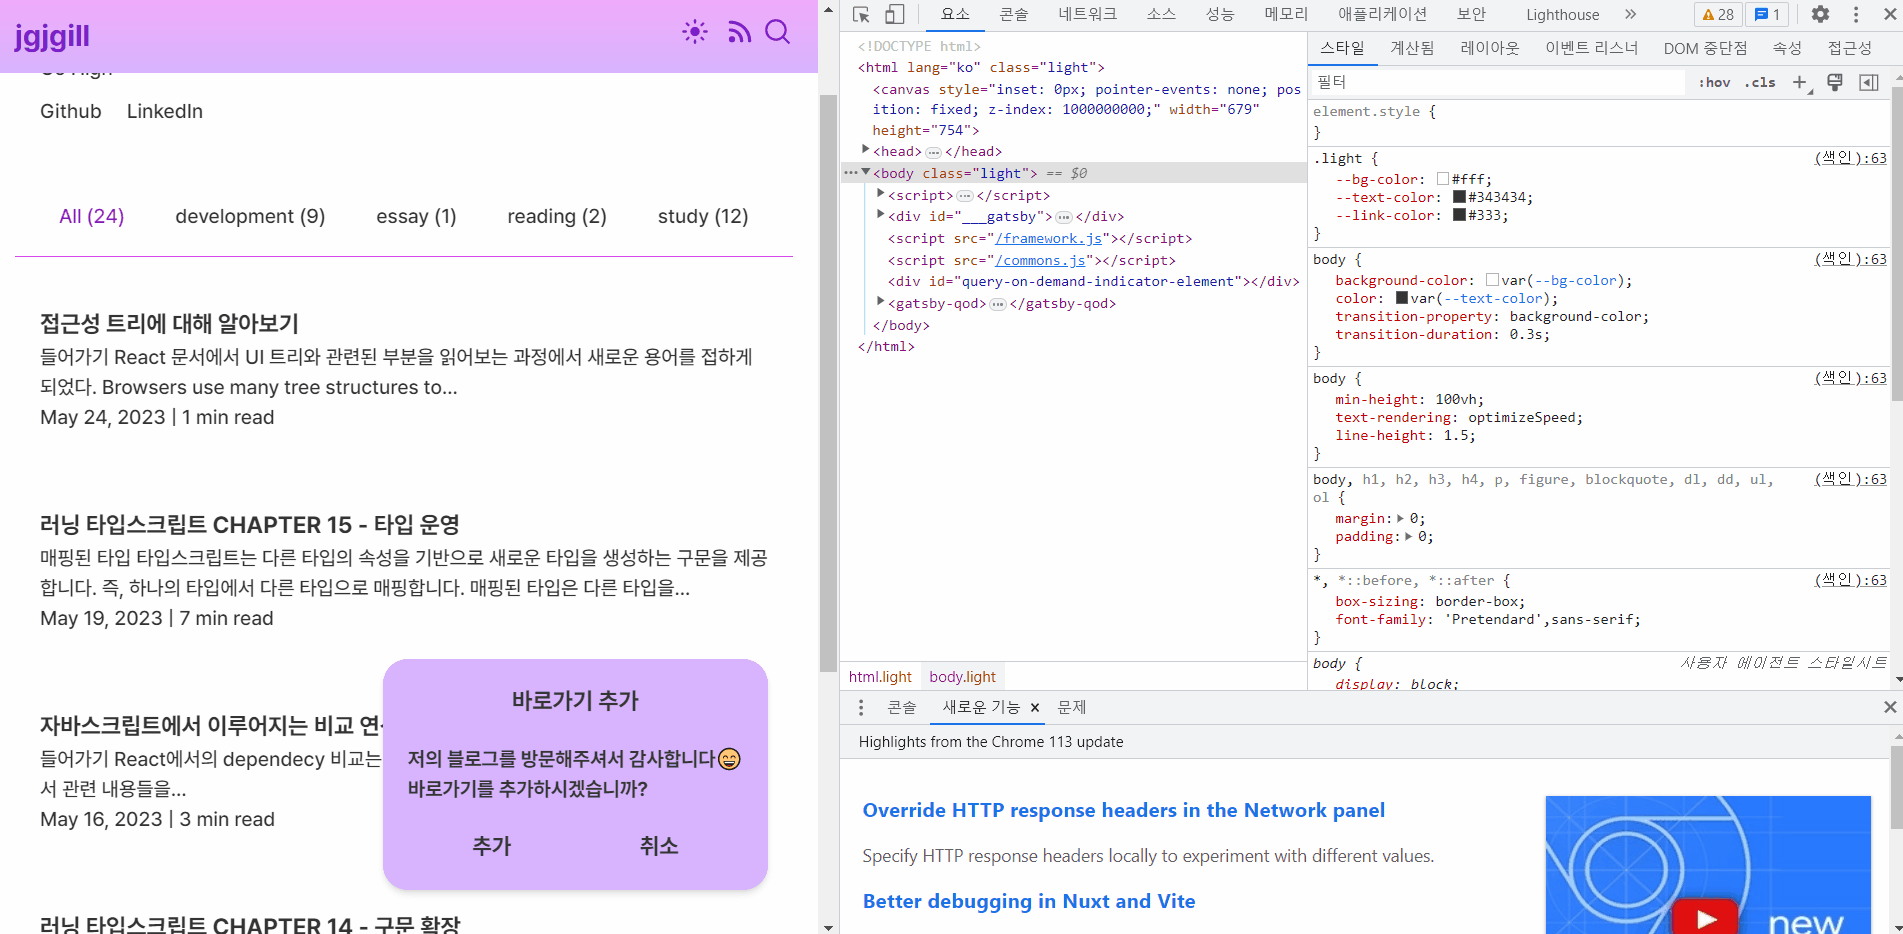 jgjgill
Github LinkedIn
All (24) development (9) essay (1) reading (2) study (12)
접근성 트리에 대해 알아보기
들어가기 React 문서에서 UI 트리와 관련된 부분을 읽어보는 과정에서 새로운 용어를 접하게
되었다. Browsers use many tree structures to...
May 24, 2023 | 1 min read
러닝 타입스크립트 CHAPTER 15 - 타입 운영
매핑된 타입 타입스크립트는 다른 타입의 속성을 기반으로 새로운 타입을 생성하는 구문을 제공
합니다. 즉, 하나의 타입에서 다른 타입으로 매핑합니다. 매핑된 타입은 다른 타입을...
May 19, 2023 | 7 min read
자바스크립트에서 이루어지는 비교
들어가기 React에서의 dependecy 비교는
서 관련 내용들을...
May 16, 2023 | 3 min read
러닝 타입스크립트 CHAPTER 14 - 구문 확장
바로가기 추가
저의 블로그를 방문해주셔서 감사합니다😄
바로가기를 추가하시겠습니까?
추가 취소
요소 콘솔 네트워크 소스 성능 메모리 애플리케이션 보안 Lighthouse » 28 1
<!DOCTYPE html>
<html lang="ko" class="light">
<canvas style="inset: 0px; pointer-events: none; pos
ition: fixed; z-index: 1000000000;" width="679"
height="754">
<head>…</head>
<body class="light"> == $0
<script>…</script>
<div id="___gatsby">…</div>
<script src="/framework.js"></script>
<script src="/commons.js"></script>
<div id="query-on-demand-indicator-element"></div>
<gatsby-qod>…</gatsby-qod>
</body>
</html>
html.light body.light
스타일 계산됨 레이아웃 이벤트 리스너 DOM 중단점 속성 접근성
필터 :hov .cls +
element.style {
}
.light { (색인):63
--bg-color: #fff;
--text-color: #343434;
--link-color: #333;
}
body { (색인):63
background-color: var(--bg-color);
color: var(--text-color);
transition-property: background-color;
transition-duration: 0.3s;
}
body { (색인):63
min-height: 100vh;
text-rendering: optimizeSpeed;
line-height: 1.5;
}
body, h1, h2, h3, h4, p, figure, blockquote, dl, dd, ul, (색인):63
ol {
margin: 0;
padding: 0;
}
*, *::before, *::after { (색인):63
box-sizing: border-box;
font-family: 'Pretendard',sans-serif;
}
body { 사용자 에이전트 스타일시트
display: block;
콘솔 새로운 기능 × 문제
Highlights from the Chrome 113 update
Override HTTP response headers in the Network panel
Specify HTTP response headers locally to experiment with different values.
Better debugging in Nuxt and Vite
new